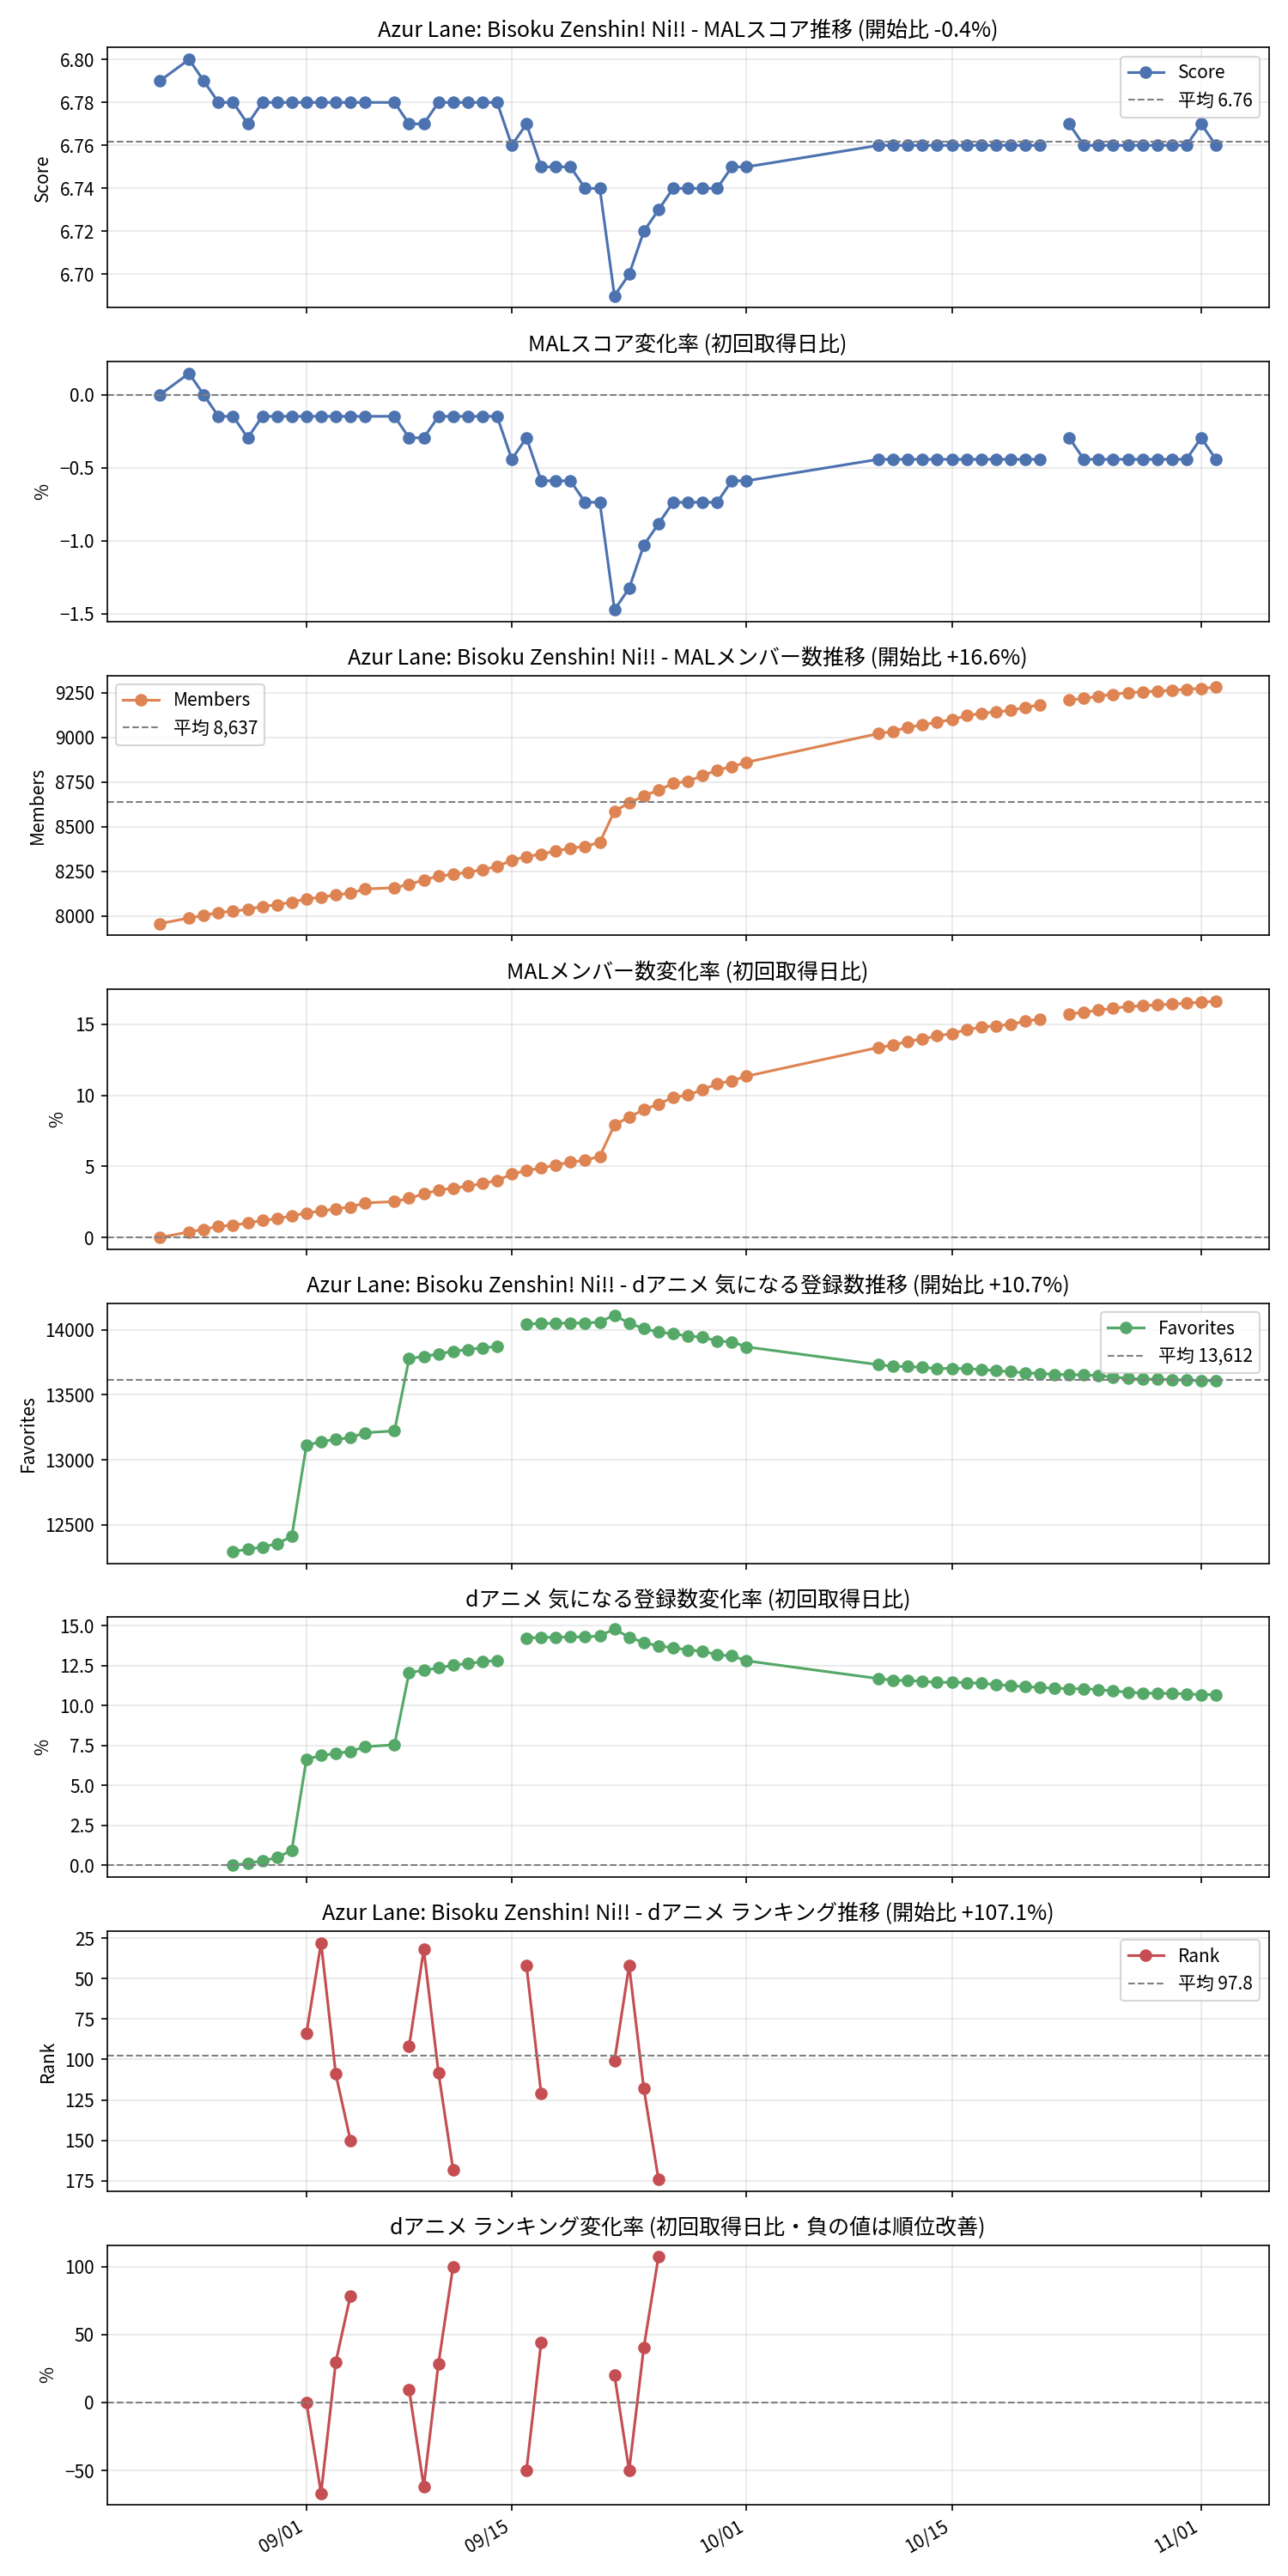 Azur Lane: Bisoku Zenshin! Ni!! - MALスコア推移 (開始比 -0.4%)
Score
6.80
6.78
6.76
6.74
6.72
6.70
Score
平均 6.76
MALスコア変化率 (初回取得日比)
%
0.0
−0.5
−1.0
−1.5
Azur Lane: Bisoku Zenshin! Ni!! - MALメンバー数推移 (開始比 +16.6%)
Members
9250
9000
8750
8500
8250
8000
Members
平均 8,637
MALメンバー数変化率 (初回取得日比)
%
15
10
5
0
Azur Lane: Bisoku Zenshin! Ni!! - dアニメ 気になる登録数推移 (開始比 +10.7%)
Favorites
14000
13500
13000
12500
Favorites
平均 13,612
dアニメ 気になる登録数変化率 (初回取得日比)
%
15.0
12.5
10.0
7.5
5.0
2.5
0.0
Azur Lane: Bisoku Zenshin! Ni!! - dアニメ ランキング推移 (開始比 +107.1%)
Rank
25
50
75
100
125
150
175
Rank
平均 97.8
dアニメ ランキング変化率 (初回取得日比・負の値は順位改善)
%
100
50
0
−50
09/01
09/15
10/01
10/15
11/01